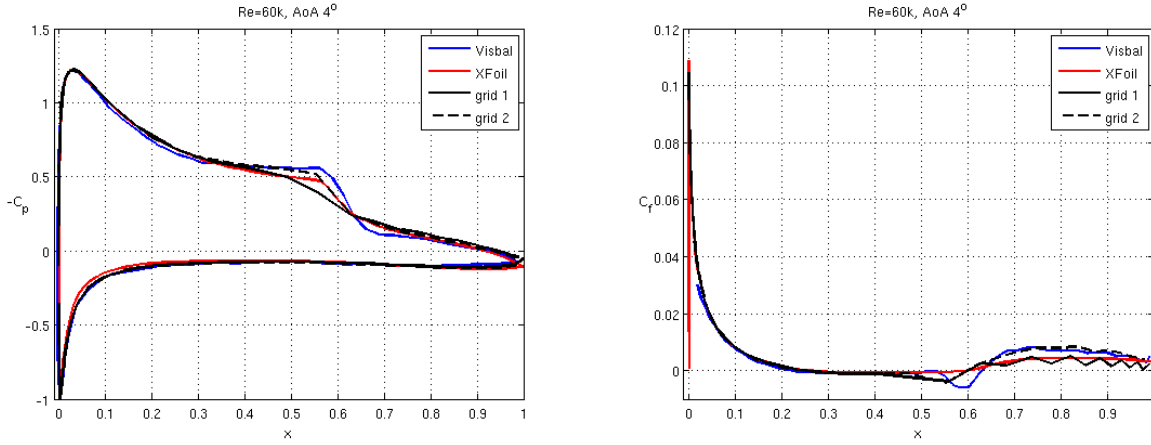 Re=60k, AoA 4°
1.5
1
0.5
0
-0.5
-1
-Cp
0 0.1 0.2 0.3 0.4 0.5 0.6 0.7 0.8 0.9 1
x
Visbal
XFoil
grid 1
grid 2
Re=60k, AoA 4°
0.12
0.1
0.08
0.06
0.04
0.02
0
-0.02
Cf
0 0.1 0.2 0.3 0.4 0.5 0.6 0.7 0.8 0.9
x
Visbal
XFoil
grid 1
grid 2